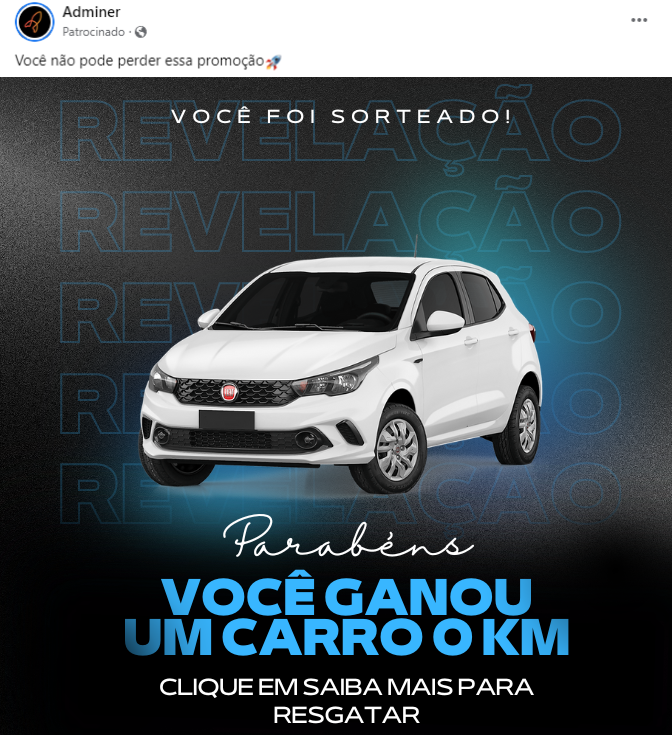 Adminer
Patrocinado ·
Você não pode perder essa promoção🚀
VOCÊ FOI SORTEADO!
REVELAÇÃO
REVELAÇÃO
REVELAÇÃO
REVELAÇÃO
REVELAÇÃO
FIAT
Parabéns
VOCÊ GANOU
UM CARRO 0 KM
CLIQUE EM SAIBA MAIS PARA
RESGATAR